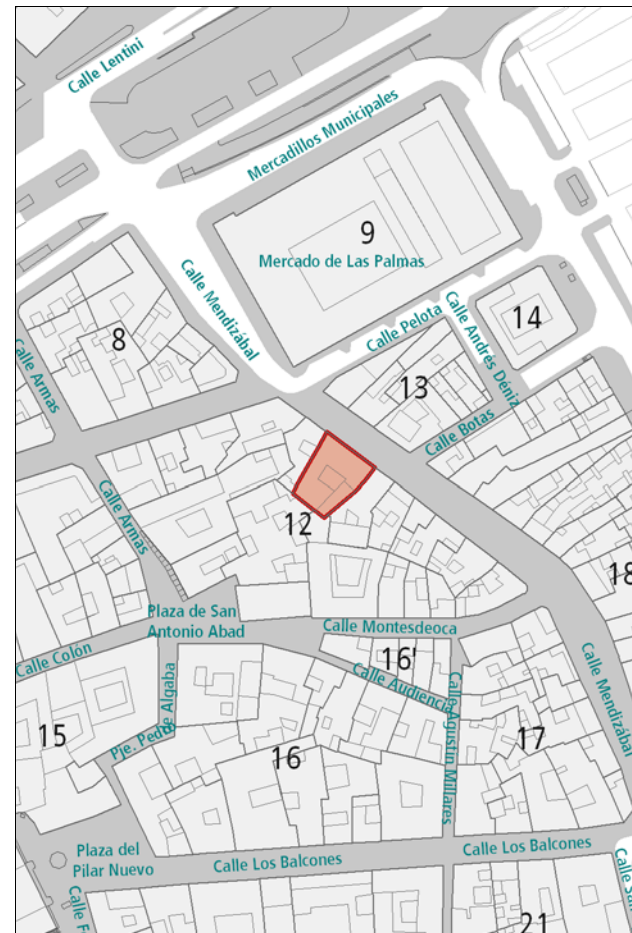 Calle Lentini
Mercadillos Municipales
9
Mercado de Las Palmas
Calle Mendizábal
Calle Pelota
Calle Andrés Déniz
14
8
13
Calle Armas
Calle Botas
Calle Armas
12
18
Plaza de San
Antonio Abad
Calle Montesdeoca
Calle Colón
16'
Calle Audiencia
Calle Mendizábal
Pje. Pedro de Algaba
Calle Agustín Millares
15
16
17
Plaza del
Pilar Nuevo
Calle Los Balcones
Calle Los Balcones
21